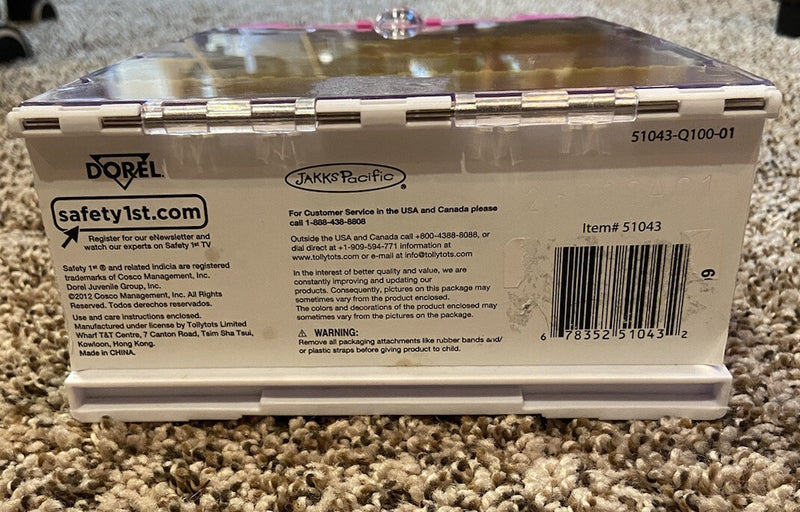 51043-Q100-01
DOREL
safety1st.com
Register for our eNewsletter and
watch our experts on Safety 1st TV
Safety 1st ® and related indicia are registered
trademarks of Cosco Management, Inc.
Dorel Juvenile Group, Inc.
©2012 Cosco Management, Inc. All Rights
Reserved. Todos derechos reservados.
Use and care instructions enclosed.
Manufactured under license by Tollytots Limited
Wharf T&T Centre, 7 Canton Road, Tsim Sha Tsui,
Kowloon, Hong Kong.
Made in CHINA.
JAKKS Pacific®
For Customer Service in the USA and Canada please
call 1-888-438-8808
Outside the USA and Canada call +800-4388-8088, or
dial direct at +1-909-594-771 information at
www.tollytots.com or e-mail at info@tollytots.com
In the interest of better quality and value, we are
constantly improving and updating our
products. Consequently, pictures on this package may
sometimes vary from the product enclosed.
The colors and decorations of the product enclosed may
sometimes vary from the pictures on the package.
⚠ WARNING:
Remove all packaging attachments like rubber bands and/
or plastic straps before giving product to child.
Item# 51043
6 78352 51043 2